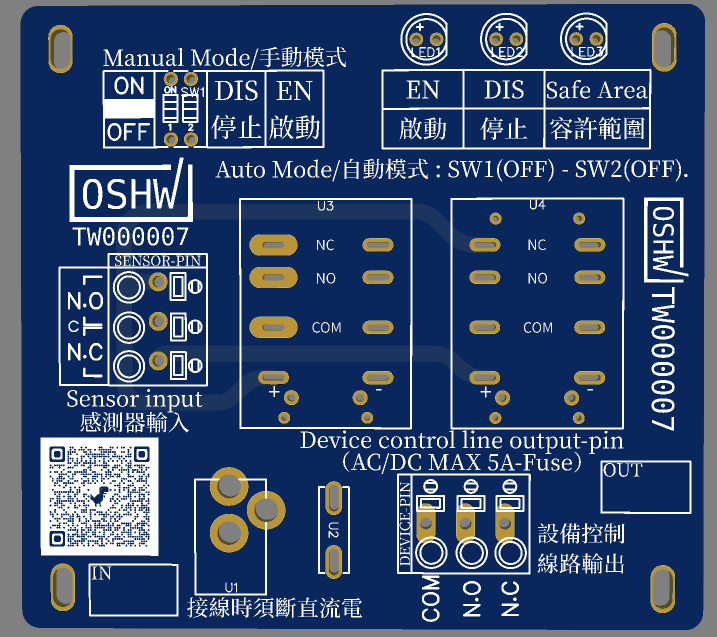 LED1 LED2 LED3
Manual Mode/手動模式
ON
OFF
ON SW1
1 2
DIS EN
停止 啟動
EN DIS Safe Area
啟動 停止 容許範圍
Auto Mode/自動模式 : SW1(OFF) - SW2(OFF).
OSHW
TW000007
SENSOR-PIN
N.O
C
N.C
Sensor input
感測器輸入
U3
NC
NO
COM
+ -
U4
NC
NO
COM
+ -
OSHW
TW000007
Device control line output-pin
(AC/DC MAX 5A-Fuse)
OUT
IN
U1
U2
接線時須斷直流電
DEVICE-PIN
COM
N.O
N.C
設備控制
線路輸出